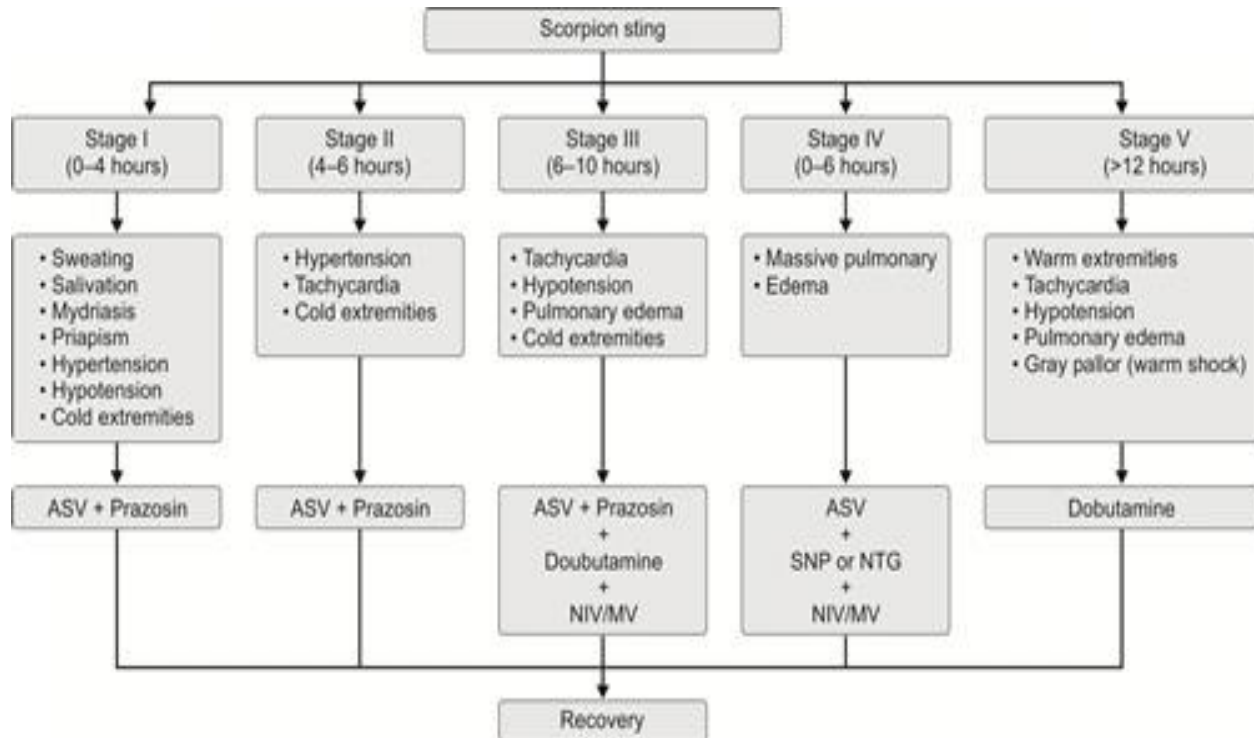 Scorpion sting
Stage I
(0–4 hours)
Stage II
(4–6 hours)
Stage III
(6–10 hours)
Stage IV
(0–6 hours)
Stage V
(>12 hours)
• Sweating
• Salivation
• Mydriasis
• Priapism
• Hypertension
• Hypotension
• Cold extremities
• Hypertension
• Tachycardia
• Cold extremities
• Tachycardia
• Hypotension
• Pulmonary edema
• Cold extremities
• Massive pulmonary
• Edema
• Warm extremities
• Tachycardia
• Hypotension
• Pulmonary edema
• Gray pallor (warm shock)
ASV + Prazosin
ASV + Prazosin
ASV + Prazosin
+
Doubutamine
+
NIV/MV
ASV
+
SNP or NTG
+
NIV/MV
Dobutamine
Recovery